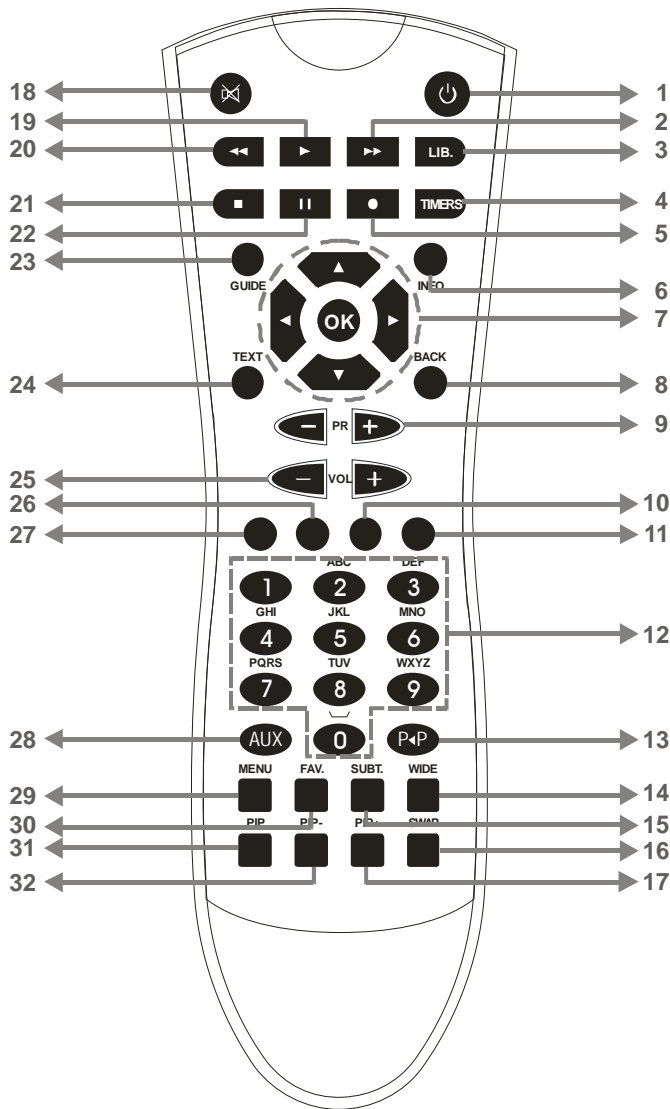 18 1
19 2
20 LIB. 3
21 TIMERS 4
22 5
23 GUIDE INFO 6
OK 7
24 TEXT BACK 8
− PR + 9
25 − VOL +
26 10
27 11
ABC DEF
1 2 3
GHI JKL MNO
4 5 6 12
PQRS TUV WXYZ
7 8 9
28 AUX 0 P◂P 13
MENU FAV. SUBT. WIDE
29 14
30 15
PIP PIP- PIP+ SWAP
31 16
32 17